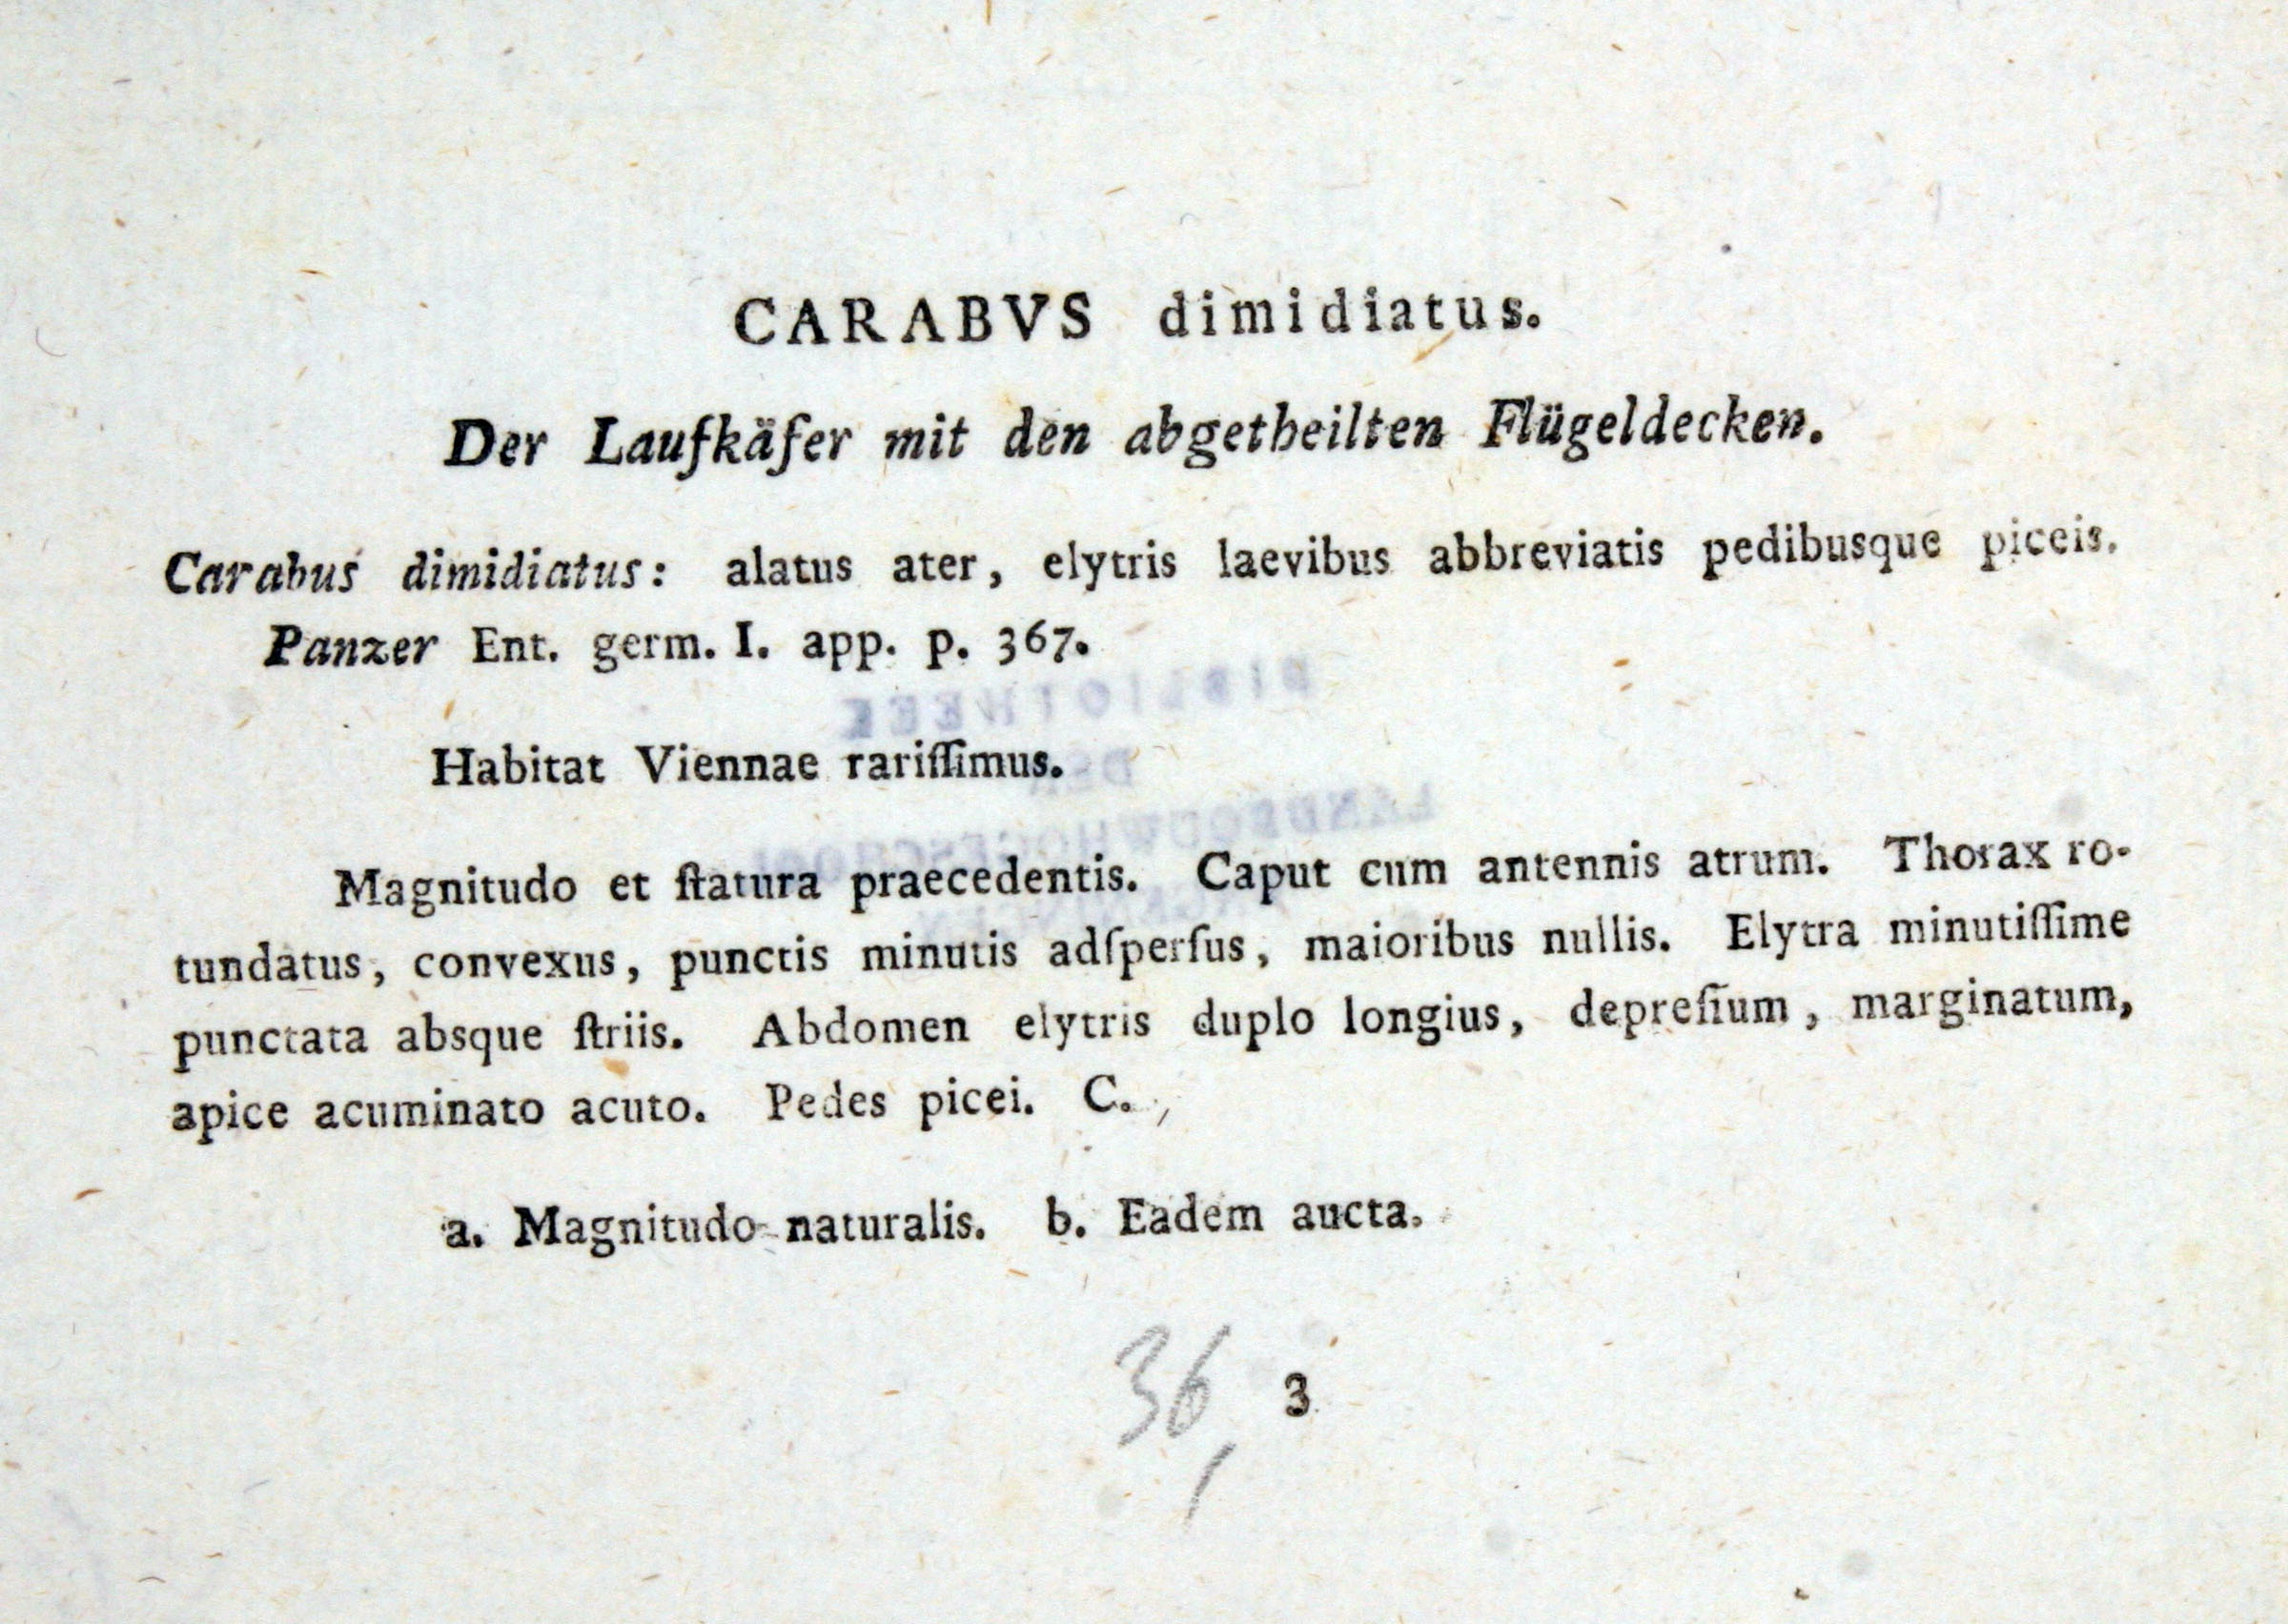 CARABVS dimidiatus.
Der Laufkäfer mit den abgetheilten Flügeldecken.
Carabus dimidiatus: alatus ater, elytris laevibus abbreviatis pedibusque piceis.
Panzer Ent. germ. I. app. p. 367.
BIBLIOTHEEK
Habitat Viennae rariſſimus.
DER
LANDBOUWHOGESCHOOL
Magnitudo et ſtatura praecedentis. Caput cum antennis atrum. Thorax ro-
tundatus, convexus, punctis minutis adſperſus, maioribus nullis. Elytra minutiſſime
punctata absque ſtriis. Abdomen elytris duplo longius, depreſſum, marginatum,
apice acuminato acuto. Pedes picei. C.
a. Magnitudo naturalis. b. Eadem aucta.
36, 3